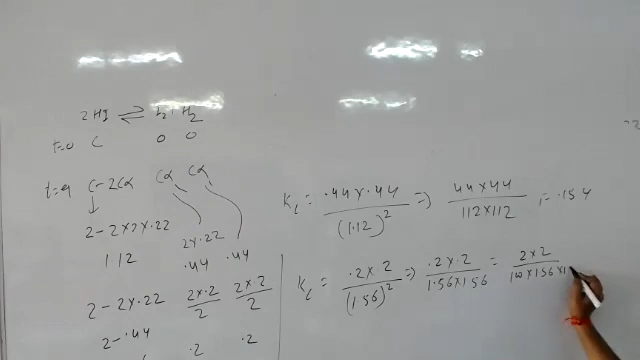 2HI ⇌ I₂ + H₂
t=0 C 0 0
t=eq C-2Cα Cα Cα
2-2×2×.22 2×.22
1.12 .44 .44
2-2×.22 2×.2/2 2×.2/2
2-.44
.2 .2
Kc = .44×.44/(1.12)² ⇒ 44×44/112×112 = .154
Kc = .2×.2/(1.56)² ⇒ .2×.2/1.56×1.56 = 2×2/10×156×1